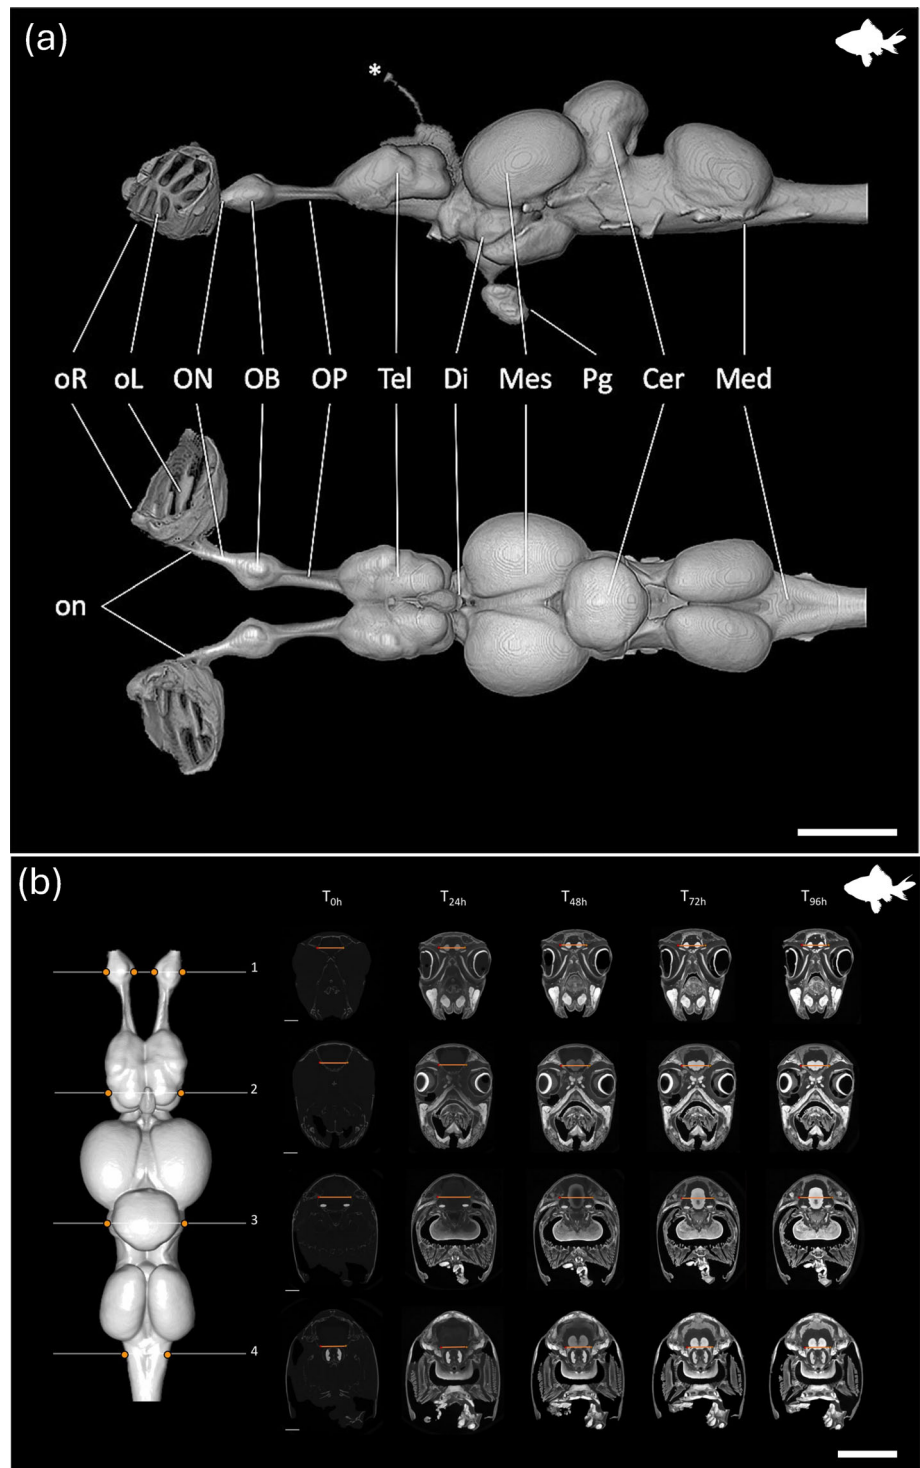 (a)
*
oR oL ON OB OP Tel Di Mes Pg Cer Med
on
(b)
T0h T24h T48h T72h T96h
1
2
3
4